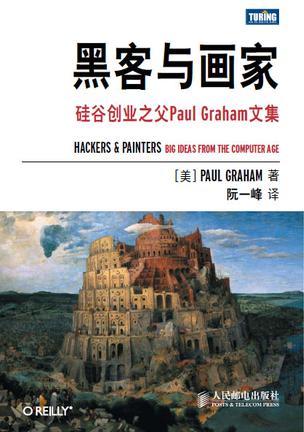 TURING
黑客与画家
硅谷创业之父Paul Graham文集
HACKERS & PAINTERS BIG IDEAS FROM THE COMPUTER AGE
[美] PAUL GRAHAM 著
阮一峰 译
O'REILLY®
人民邮电出版社
POSTS & TELECOM PRESS